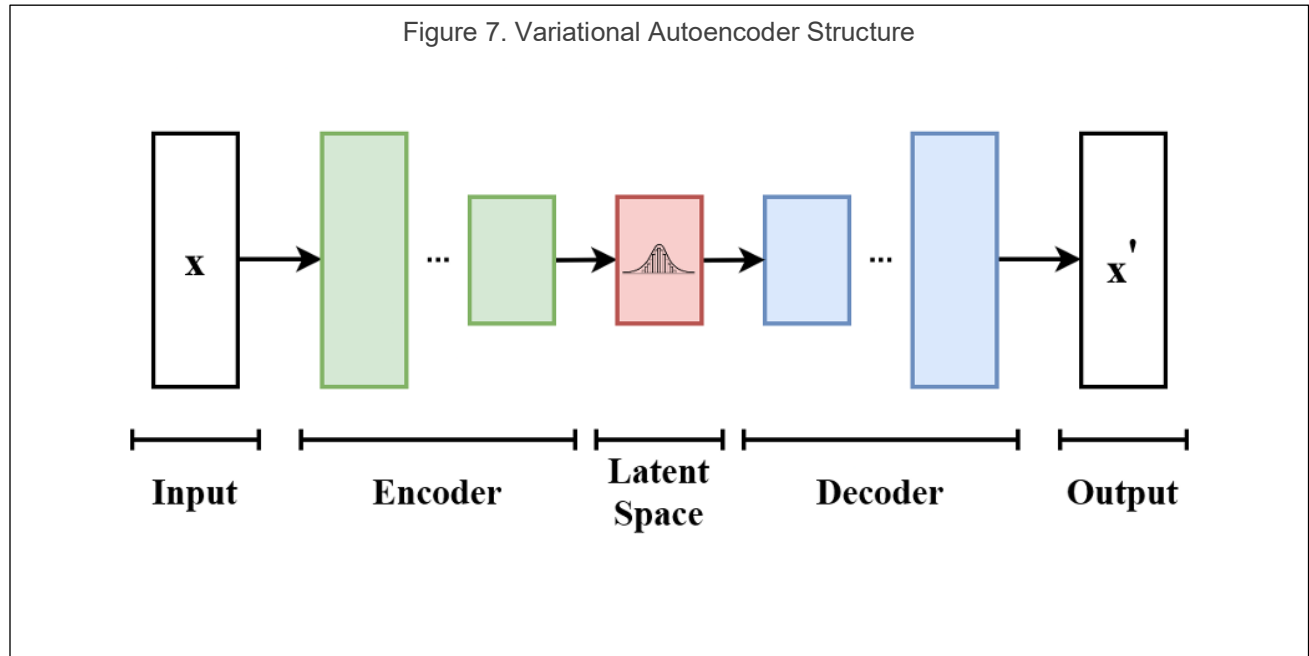 Figure 7. Variational Autoencoder Structure
x
...
...
x'
Input
Encoder
Latent
Space
Decoder
Output